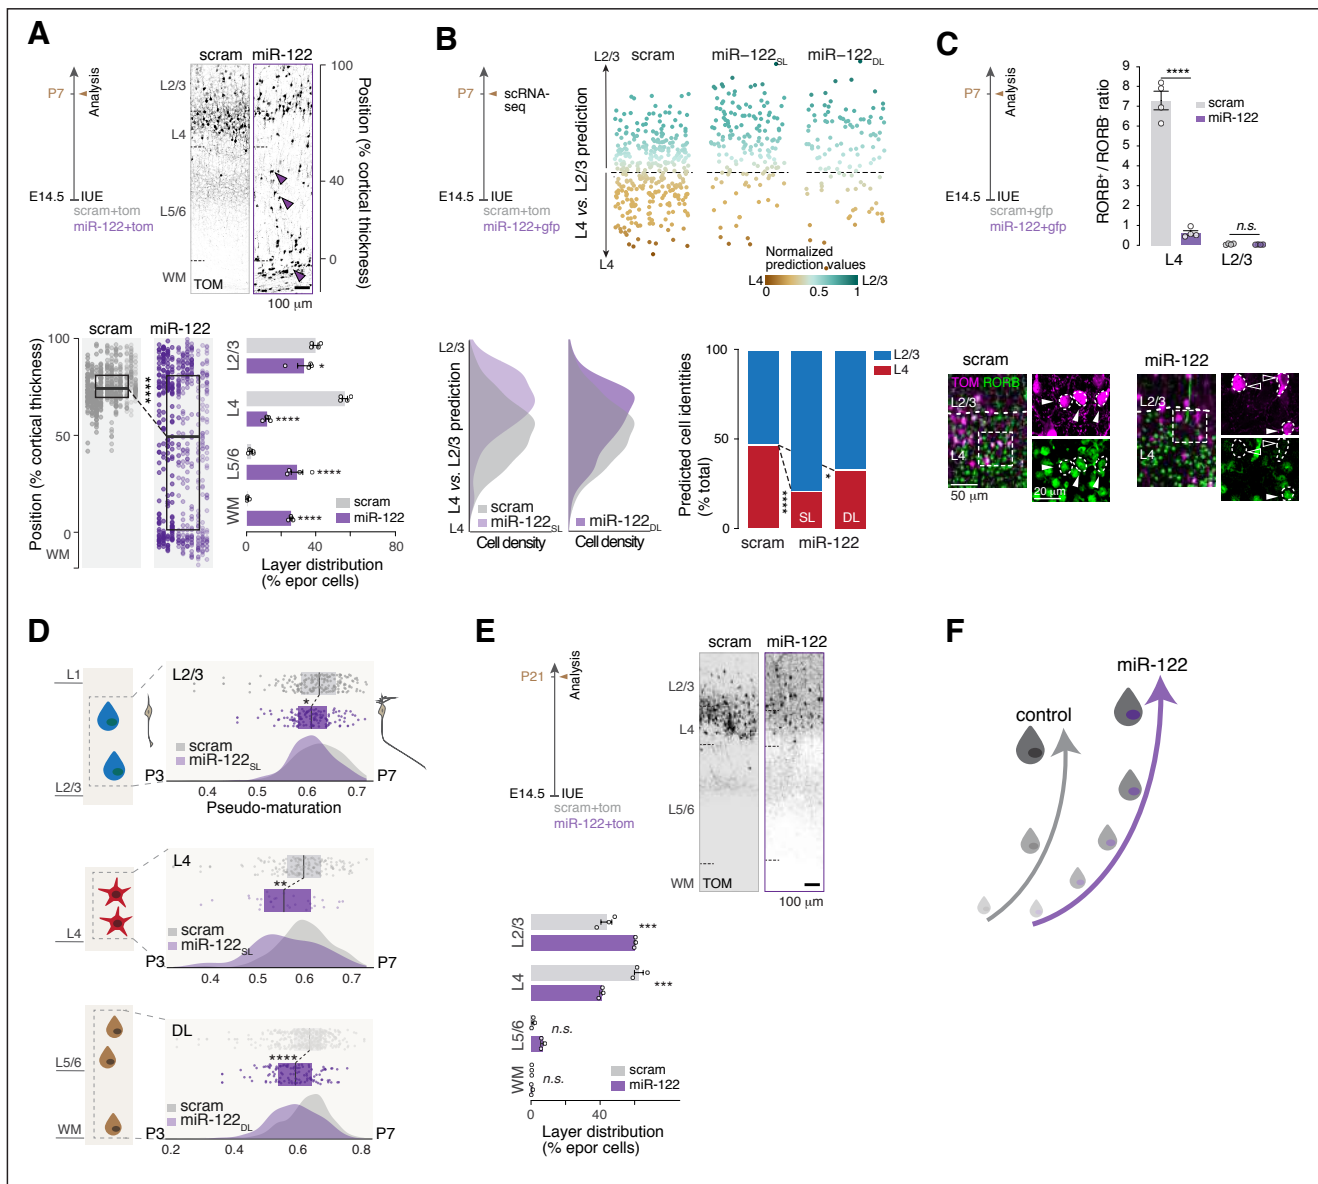 A
scram
miR-122
P7
Analysis
E14.5
IUE
scram+tom
miR-122+tom
L2/3
L4
L5/6
WM
TOM
100
40
0
Position (% cortical thickness)
100 µm
scram
miR-122
Position (% cortical thickness)
100
50
0
WM
****
L2/3
*
L4
****
L5/6
****
WM
****
scram
miR-122
0
40
80
Layer distribution
(% epor cells)
B
P7
scRNA-
seq
E14.5
IUE
scram+tom
miR-122+gfp
L2/3
L4 vs. L2/3 prediction
L4
scram
miR−122SL
miR−122DL
Normalized
prediction values
L4
L2/3
0
0.5
1
L2/3
L4 vs. L2/3 prediction
L4
scram
miR-122SL
miR-122DL
Cell density
Cell density
Predicted cell identities
(% total)
100
50
0
L2/3
L4
****
*
SL
DL
scram
miR-122
C
P7
Analysis
E14.5
IUE
scram+gfp
miR-122+gfp
RORB+ / RORB- ratio
9
8
7
6
5
4
3
2
1
0
****
n.s.
scram
miR-122
L4
L2/3
scram
miR-122
TOM RORB
L2/3
L4
50 µm
20 µm
L2/3
L4
D
L1
L2/3
L2/3
*
scram
miR-122SL
P3
P7
0.4
0.5
0.6
0.7
Pseudo-maturation
L4
L4
**
scram
miR-122SL
P3
P7
0.4
0.5
0.6
0.7
L5/6
WM
DL
****
scram
miR-122DL
P3
P7
0.2
0.4
0.6
0.8
E
P21
Analysis
E14.5
IUE
scram+tom
miR-122+tom
scram
miR-122
L2/3
L4
L5/6
WM
TOM
100 µm
L2/3
***
L4
***
L5/6
n.s.
WM
n.s.
scram
miR-122
0
40
Layer distribution
(% epor cells)
F
control
miR-122